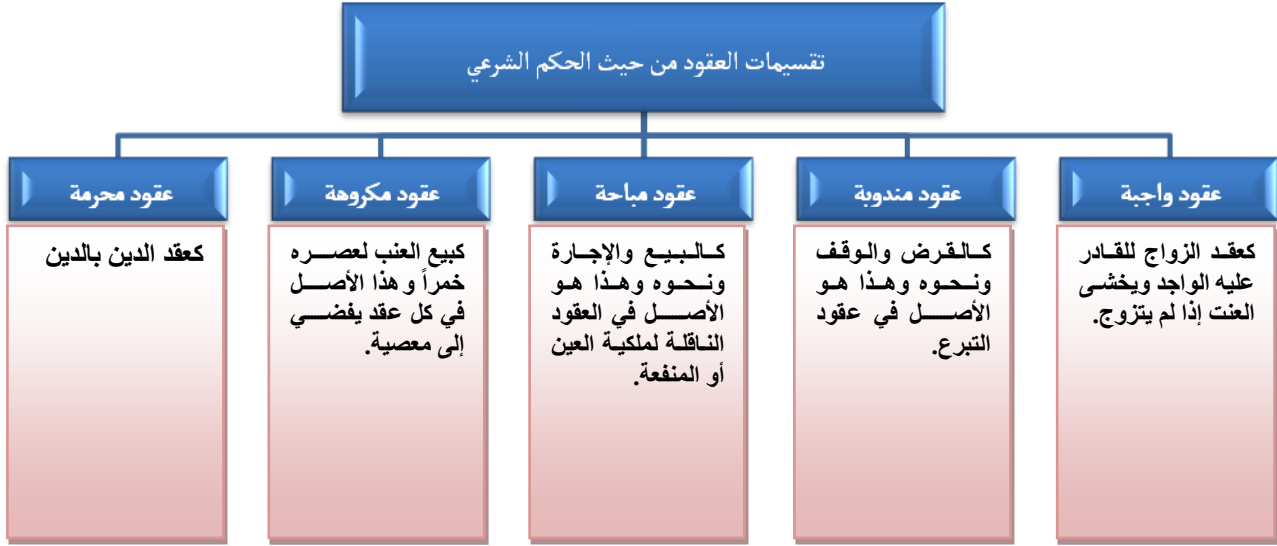 تقسيمات العقود من حيث الحكم الشرعي
عقود واجبة
كعقد الزواج للقادر
عليه الواجد ويخشى
العنت إذا لم يتزوج.
عقود مندوبة
كالقرض والوقف
ونحوه وهذا هو
الأصل في عقود
التبرع.
عقود مباحة
كالبيع والإجارة
ونحوه وهذا هو
الأصل في العقود
الناقلة لملكية العين
أو المنفعة.
عقود مكروهة
كبيع العنب لعصره
خمراً وهذا الأصل
في كل عقد يفضي
إلى معصية.
عقود محرمة
كعقد الدين بالدين